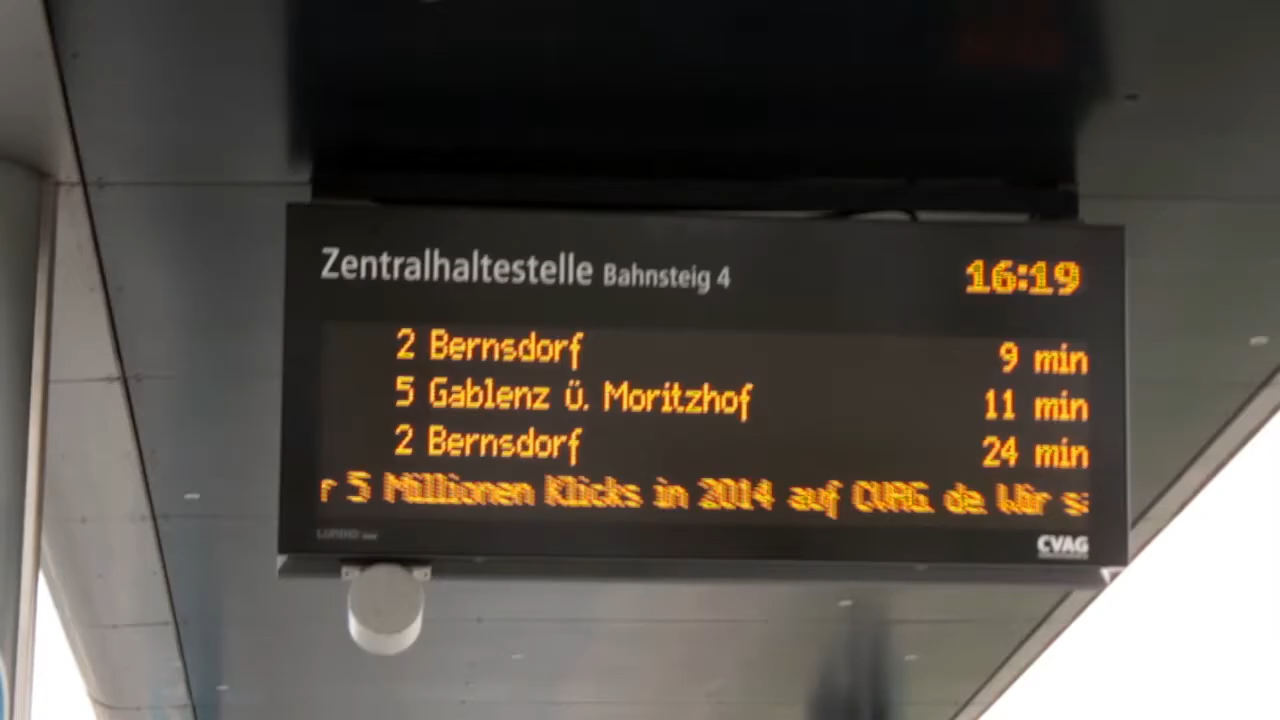 Zentralhaltestelle Bahnsteig 4 16:19
2 Bernsdorf 9 min
5 Gablenz ü. Moritzhof 11 min
2 Bernsdorf 24 min
r 5 Millionen Klicks in 2014 auf CVAG.de. Wir s
CVAG